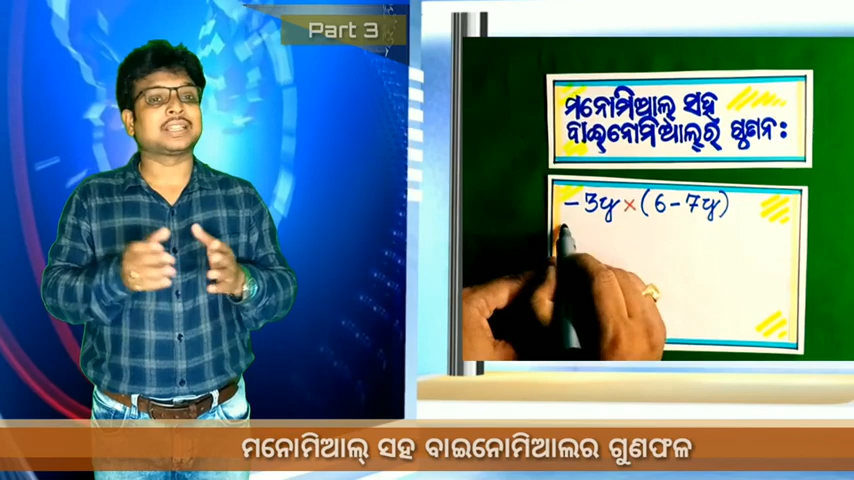 Part 3
ମନୋମିଆଲ୍ ସହ
ବାଇନୋମିଆଲ୍‌ର ଗୁଣନ:
-3y × (6-7y)
ମନୋମିଆଲ୍ ସହ ବାଇନୋମିଆଲର ଗୁଣଫଳ